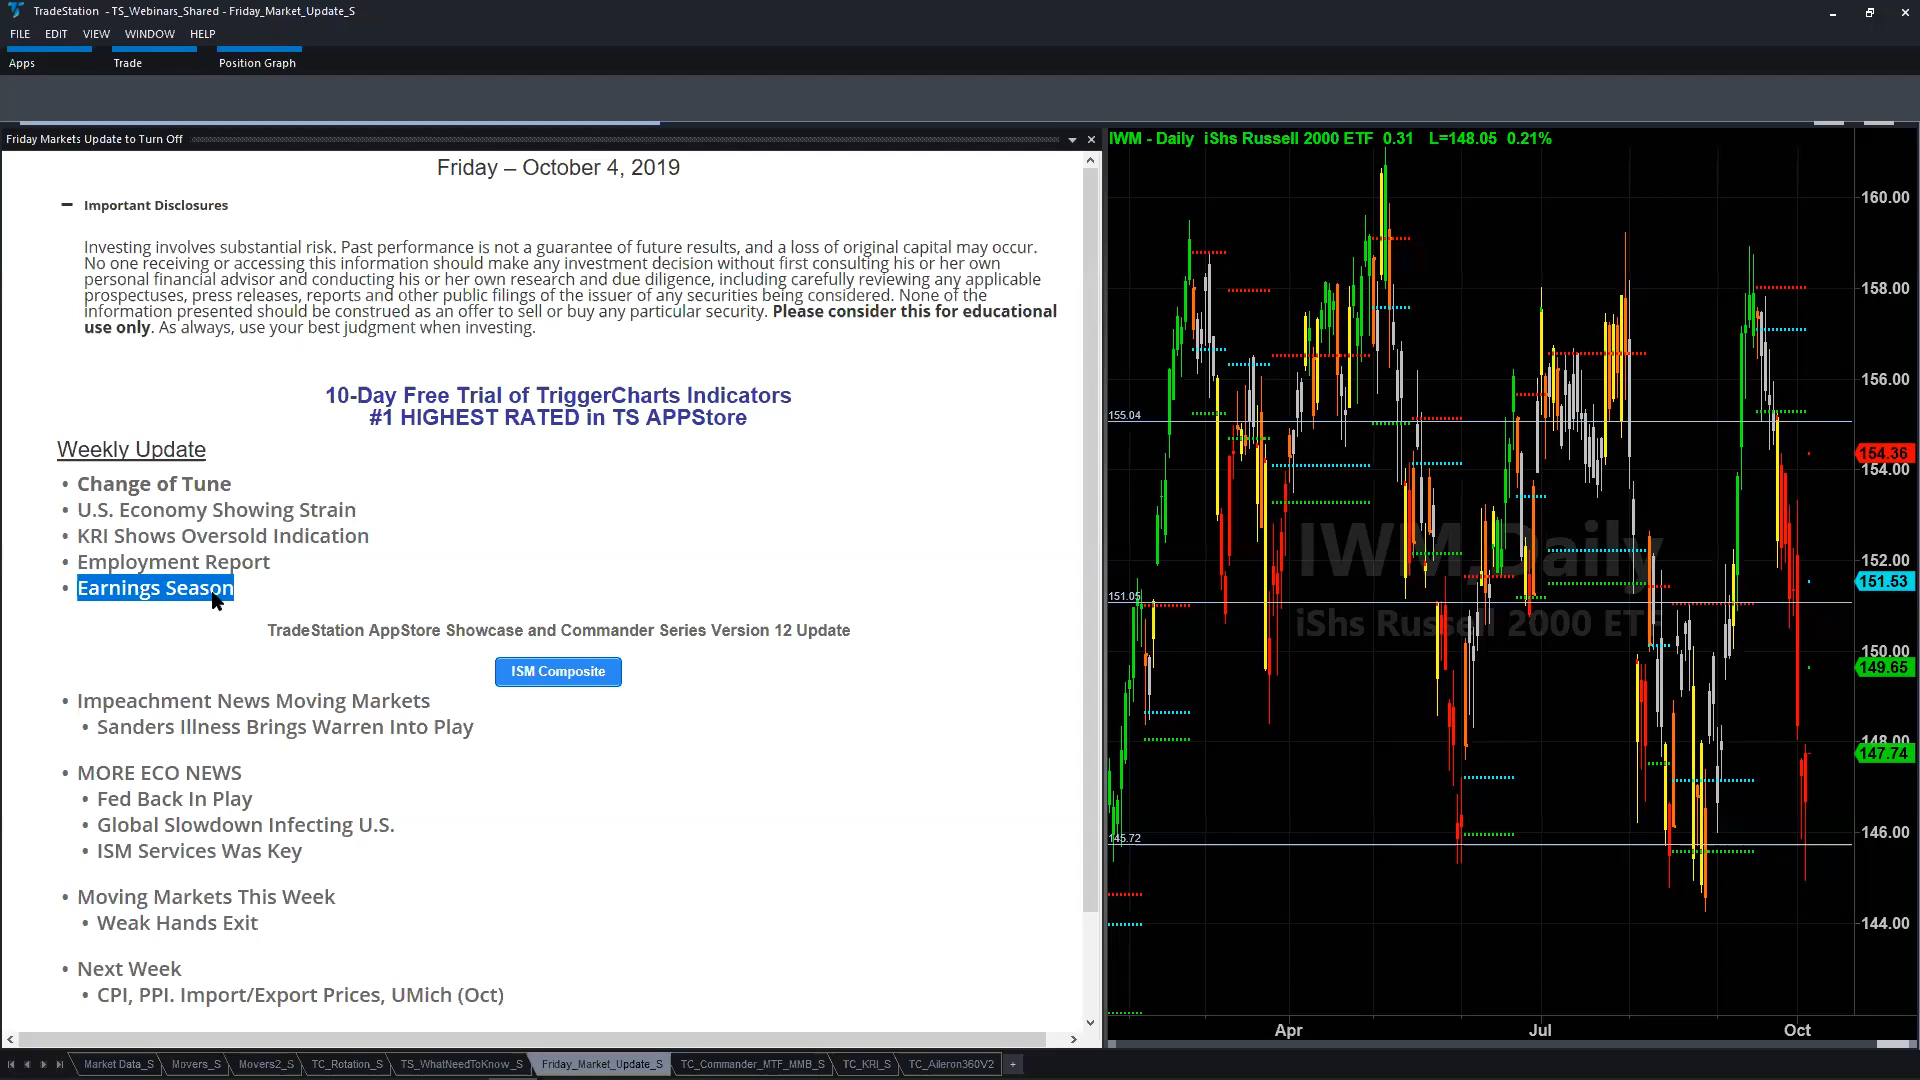 TradeStation - TS_Webinars_Shared - Friday_Market_Update_S
FILE EDIT VIEW WINDOW HELP
Apps Trade Position Graph
Friday Markets Update to Turn Off
Friday – October 4, 2019
Important Disclosures
Investing involves substantial risk. Past performance is not a guarantee of future results, and a loss of original capital may occur.
No one receiving or accessing this information should make any investment decision without first consulting his or her own
personal financial advisor and conducting his or her own research and due diligence, including carefully reviewing any applicable
prospectuses, press releases, reports and other public filings of the issuer of any securities being considered. None of the
information presented should be construed as an offer to sell or buy any particular security. Please consider this for educational
use only. As always, use your best judgment when investing.
10-Day Free Trial of TriggerCharts Indicators
#1 HIGHEST RATED in TS APPStore
Weekly Update
• Change of Tune
• U.S. Economy Showing Strain
• KRI Shows Oversold Indication
• Employment Report
• Earnings Season
TradeStation AppStore Showcase and Commander Series Version 12 Update
ISM Composite
• Impeachment News Moving Markets
• Sanders Illness Brings Warren Into Play
• MORE ECO NEWS
• Fed Back In Play
• Global Slowdown Infecting U.S.
• ISM Services Was Key
• Moving Markets This Week
• Weak Hands Exit
• Next Week
• CPI, PPI. Import/Export Prices, UMich (Oct)
IWM - Daily iShs Russell 2000 ETF 0.31 L=148.05 0.21%
IWM,Daily
iShs Russell 2000 ETF
155.04
151.05
145.72
160.00
158.00
156.00
154.36
154.00
152.00
151.53
150.00
149.65
148.00
147.74
146.00
144.00
Apr Jul Oct
Market Data_S Movers_S Movers2_S TC_Rotation_S TS_WhatNeedToKnow_S Friday_Market_Update_S TC_Commander_MTF_MMB_S TC_KRI_S TC_Aileron360V2 +